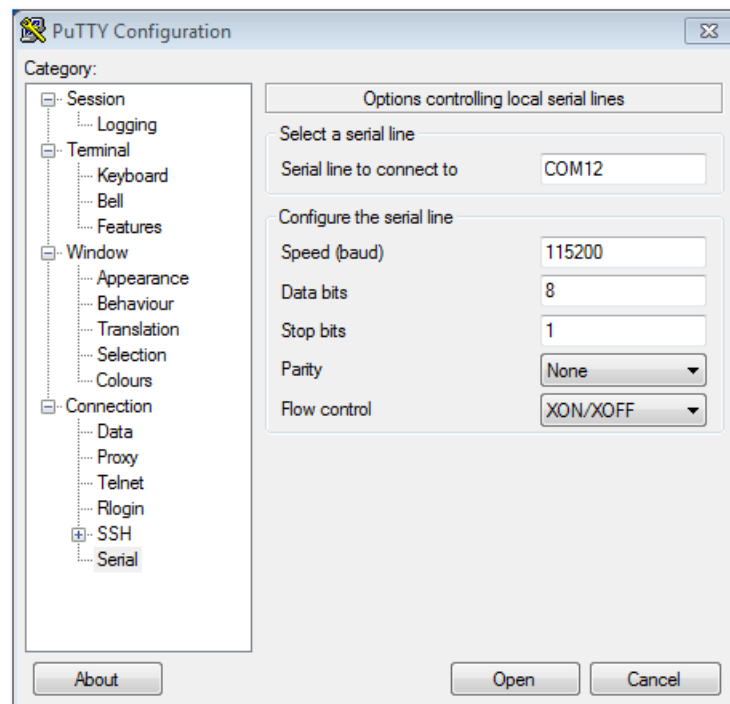 PuTTY Configuration
Category:
Session
Logging
Terminal
Keyboard
Bell
Features
Window
Appearance
Behaviour
Translation
Selection
Colours
Connection
Data
Proxy
Telnet
Rlogin
SSH
Serial
Options controlling local serial lines
Select a serial line
Serial line to connect to COM12
Configure the serial line
Speed (baud) 115200
Data bits 8
Stop bits 1
Parity None
Flow control XON/XOFF
About Open Cancel